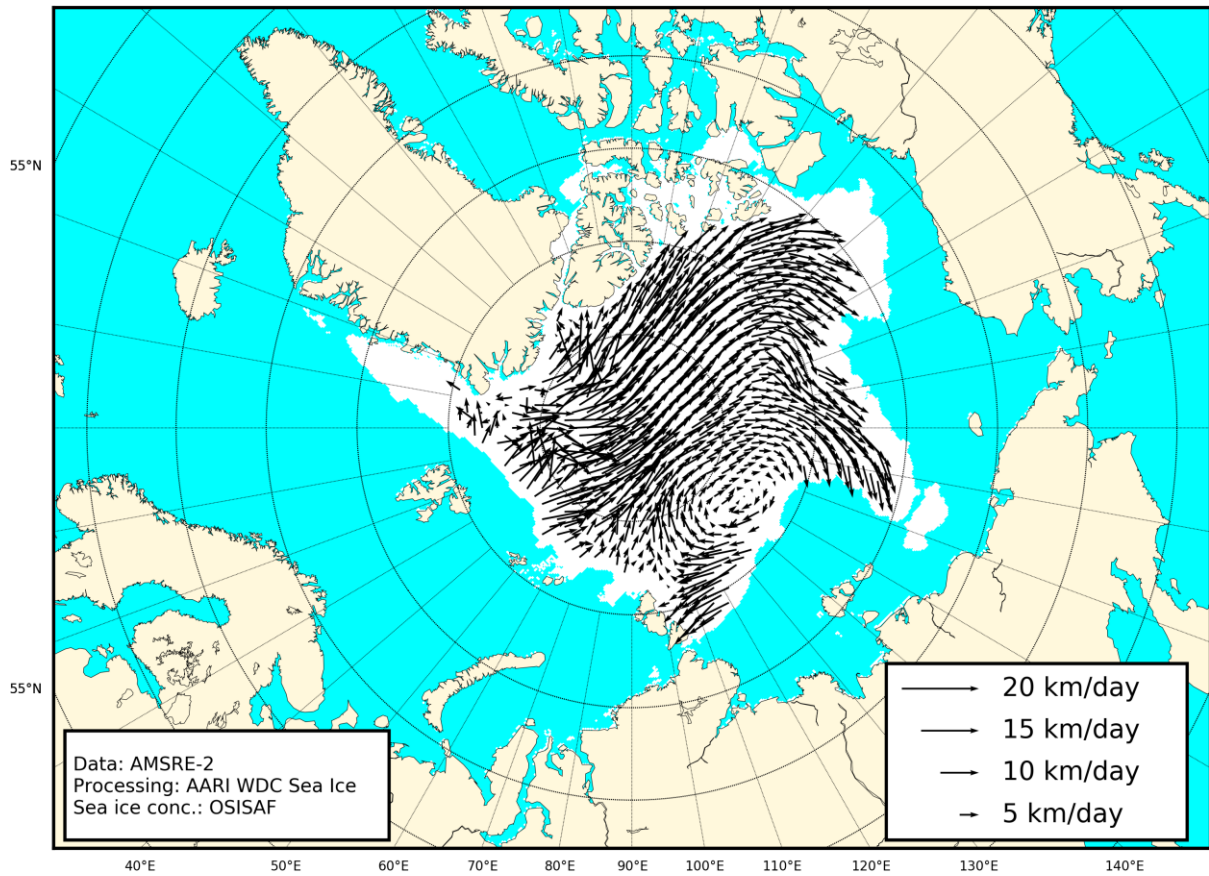 55°N
55°N
20 km/day
15 km/day
10 km/day
5 km/day
Data: AMSRE-2
Processing: AARI WDC Sea Ice
Sea ice conc.: OSISAF
40°E 50°E 60°E 70°E 80°E 90°E 100°E 110°E 120°E 130°E 140°E